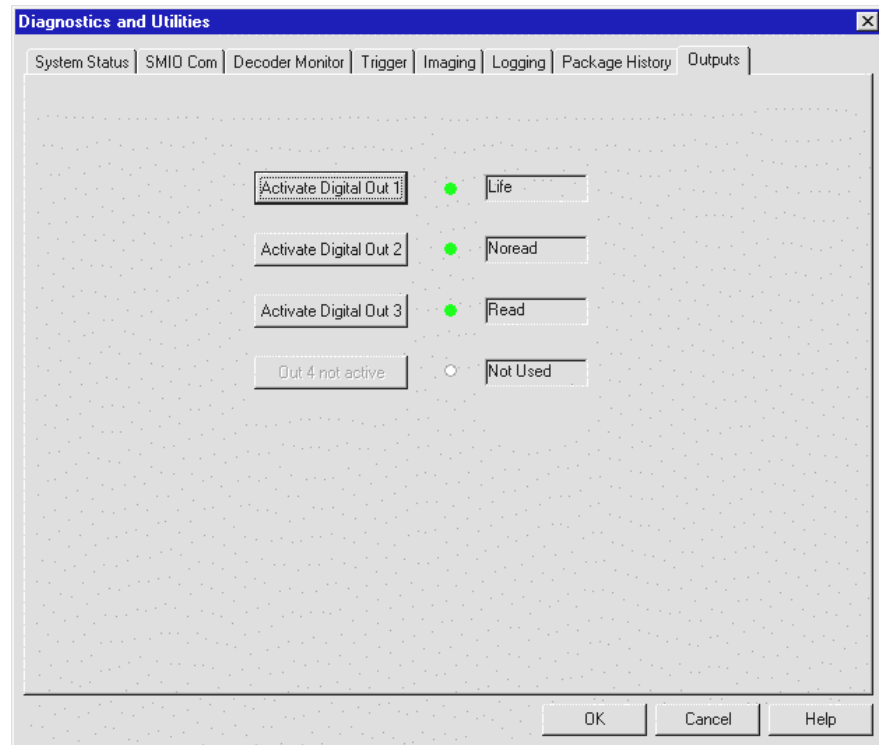 Diagnostics and Utilities
System Status SMIO Com Decoder Monitor Trigger Imaging Logging Package History Outputs
Activate Digital Out 1 Life
Activate Digital Out 2 Noread
Activate Digital Out 3 Read
Out 4 not active Not Used
OK Cancel Help